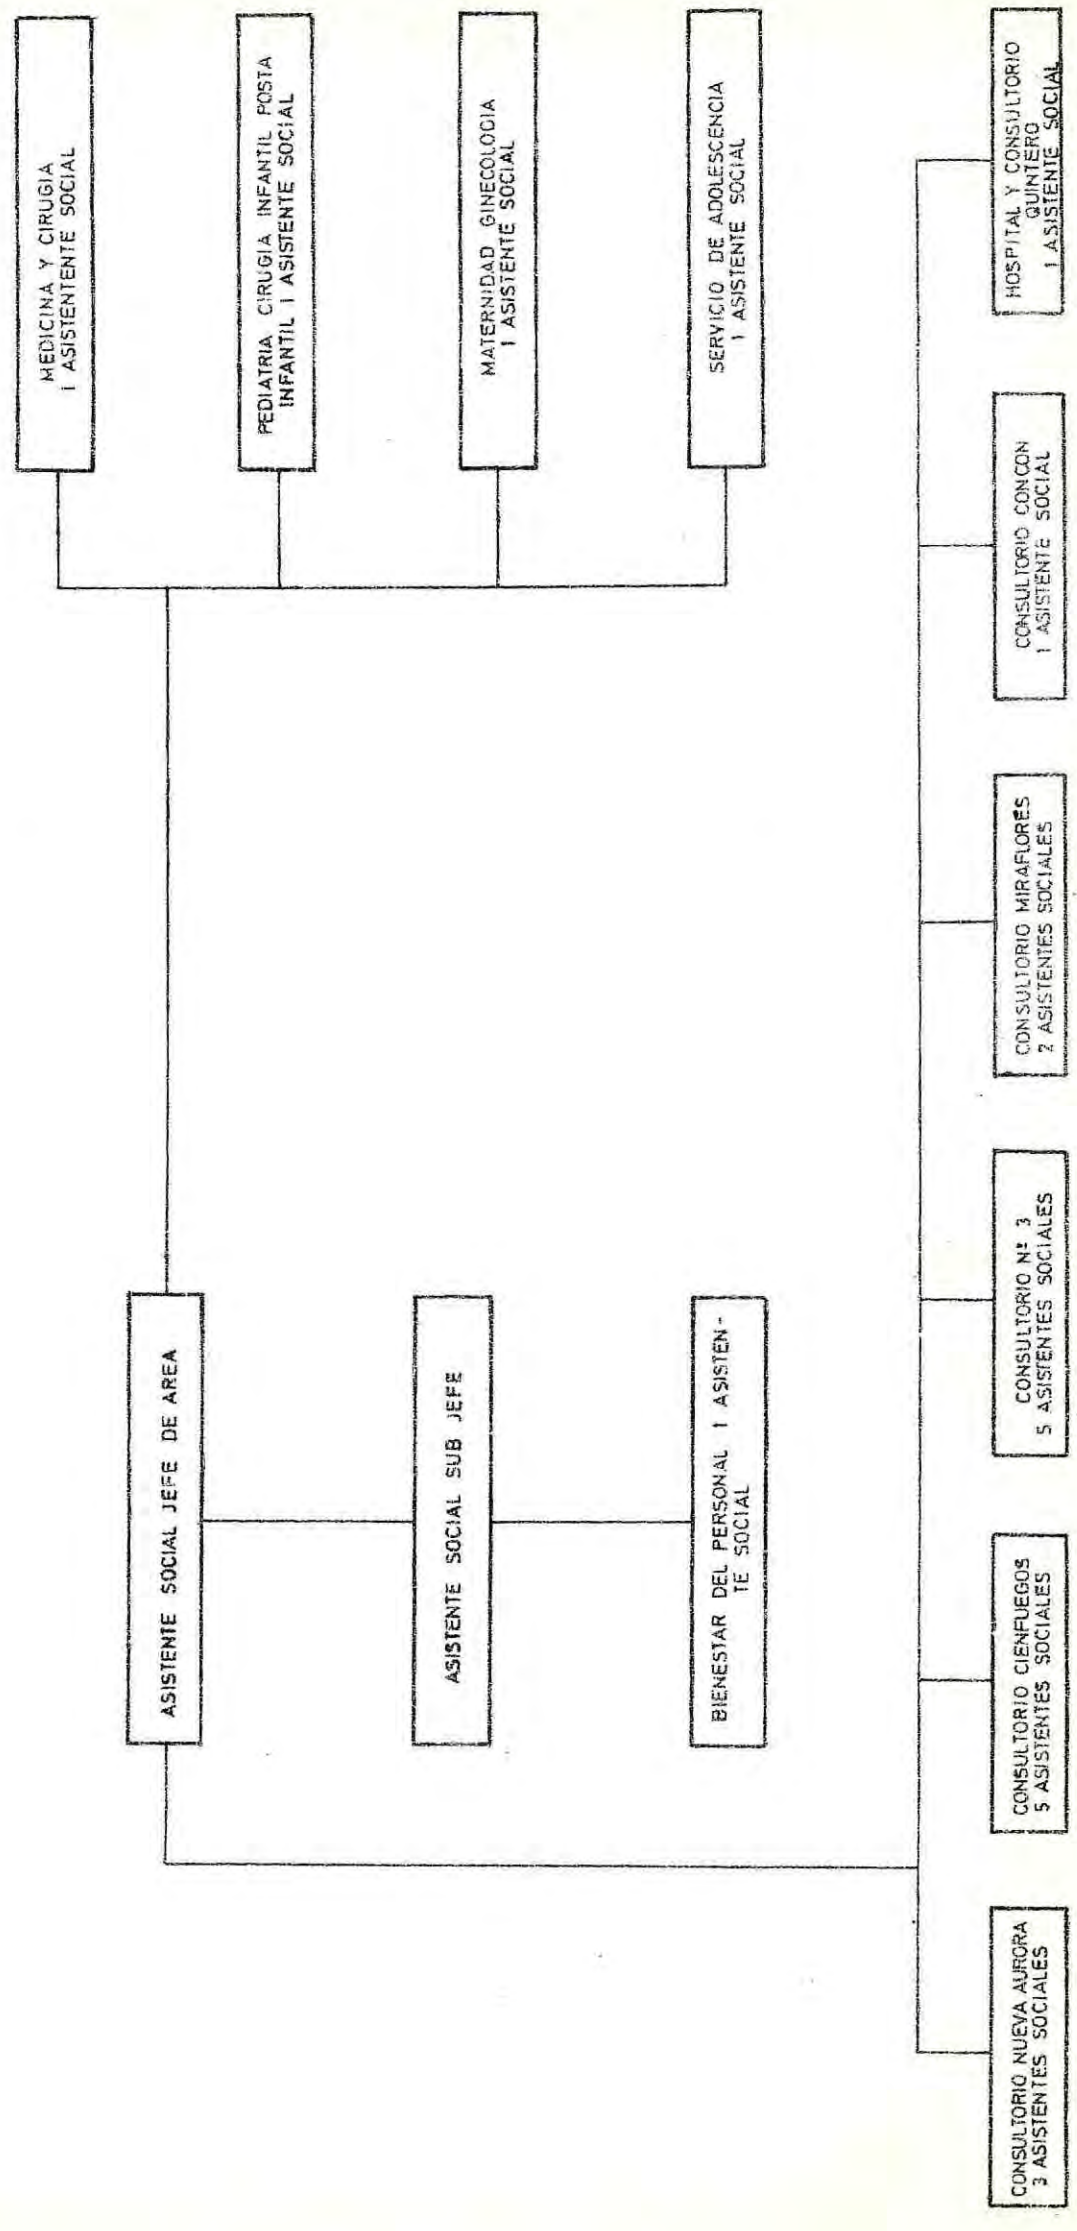 MEDICINA Y CIRUGIA
1 ASISTENTENTE SOCIAL
PEDIATRIA CIRUGIA INFANTIL POSTA
INFANTIL 1 ASISTENTE SOCIAL
MATERNIDAD GINECOLOGIA
1 ASISTENTE SOCIAL
SERVICIO DE ADOLESCENCIA
1 ASISTENTE SOCIAL
ASISTENTE SOCIAL JEFE DE AREA
ASISTENTE SOCIAL SUB JEFE
BIENESTAR DEL PERSONAL 1 ASISTEN-
TE SOCIAL
CONSULTORIO NUEVA AURORA
3 ASISTENTES SOCIALES
CONSULTORIO CIENFUEGOS
5 ASISTENTES SOCIALES
CONSULTORIO Nº 3
5 ASISTENTES SOCIALES
CONSULTORIO MIRAFLORES
2 ASISTENTES SOCIALES
CONSULTORIO CONCON
1 ASISTENTE SOCIAL
HOSPITAL Y CONSULTORIO
QUINTERO
1 ASISTENTE SOCIAL